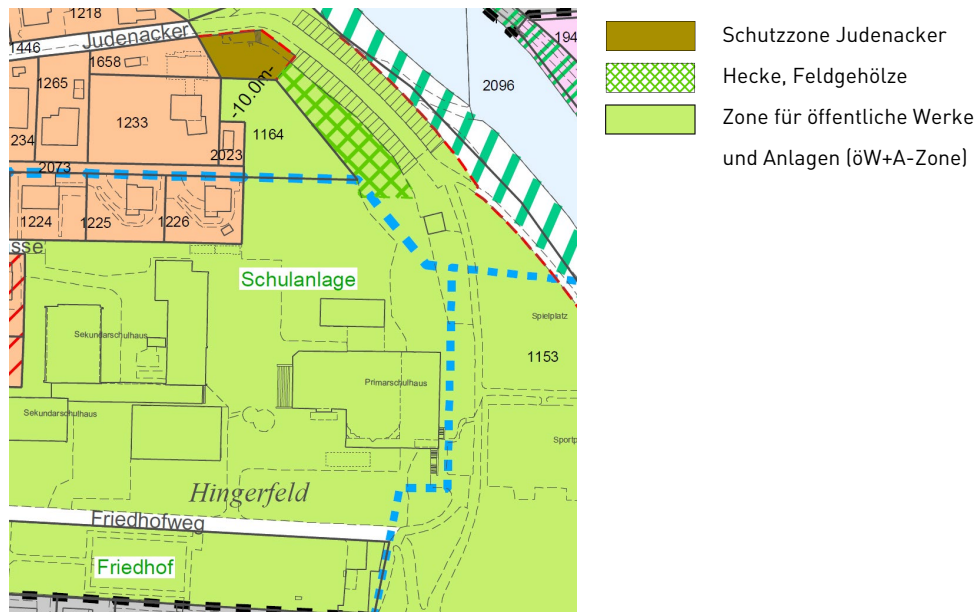 1218
1446
Judenacker
1658
1265
-10.0m-
194
2096
234
1233
1164
2023
2073
1224
1225
1226
sse
Schulanlage
Spielplatz
1153
Sekundarschulhaus
Primarschulhaus
Sekundarschulhaus
Sportp
Hingerfeld
Friedhofweg
Friedhof
Schutzzone Judenacker
Hecke, Feldgehölze
Zone für öffentliche Werke
und Anlagen (öW+A-Zone)